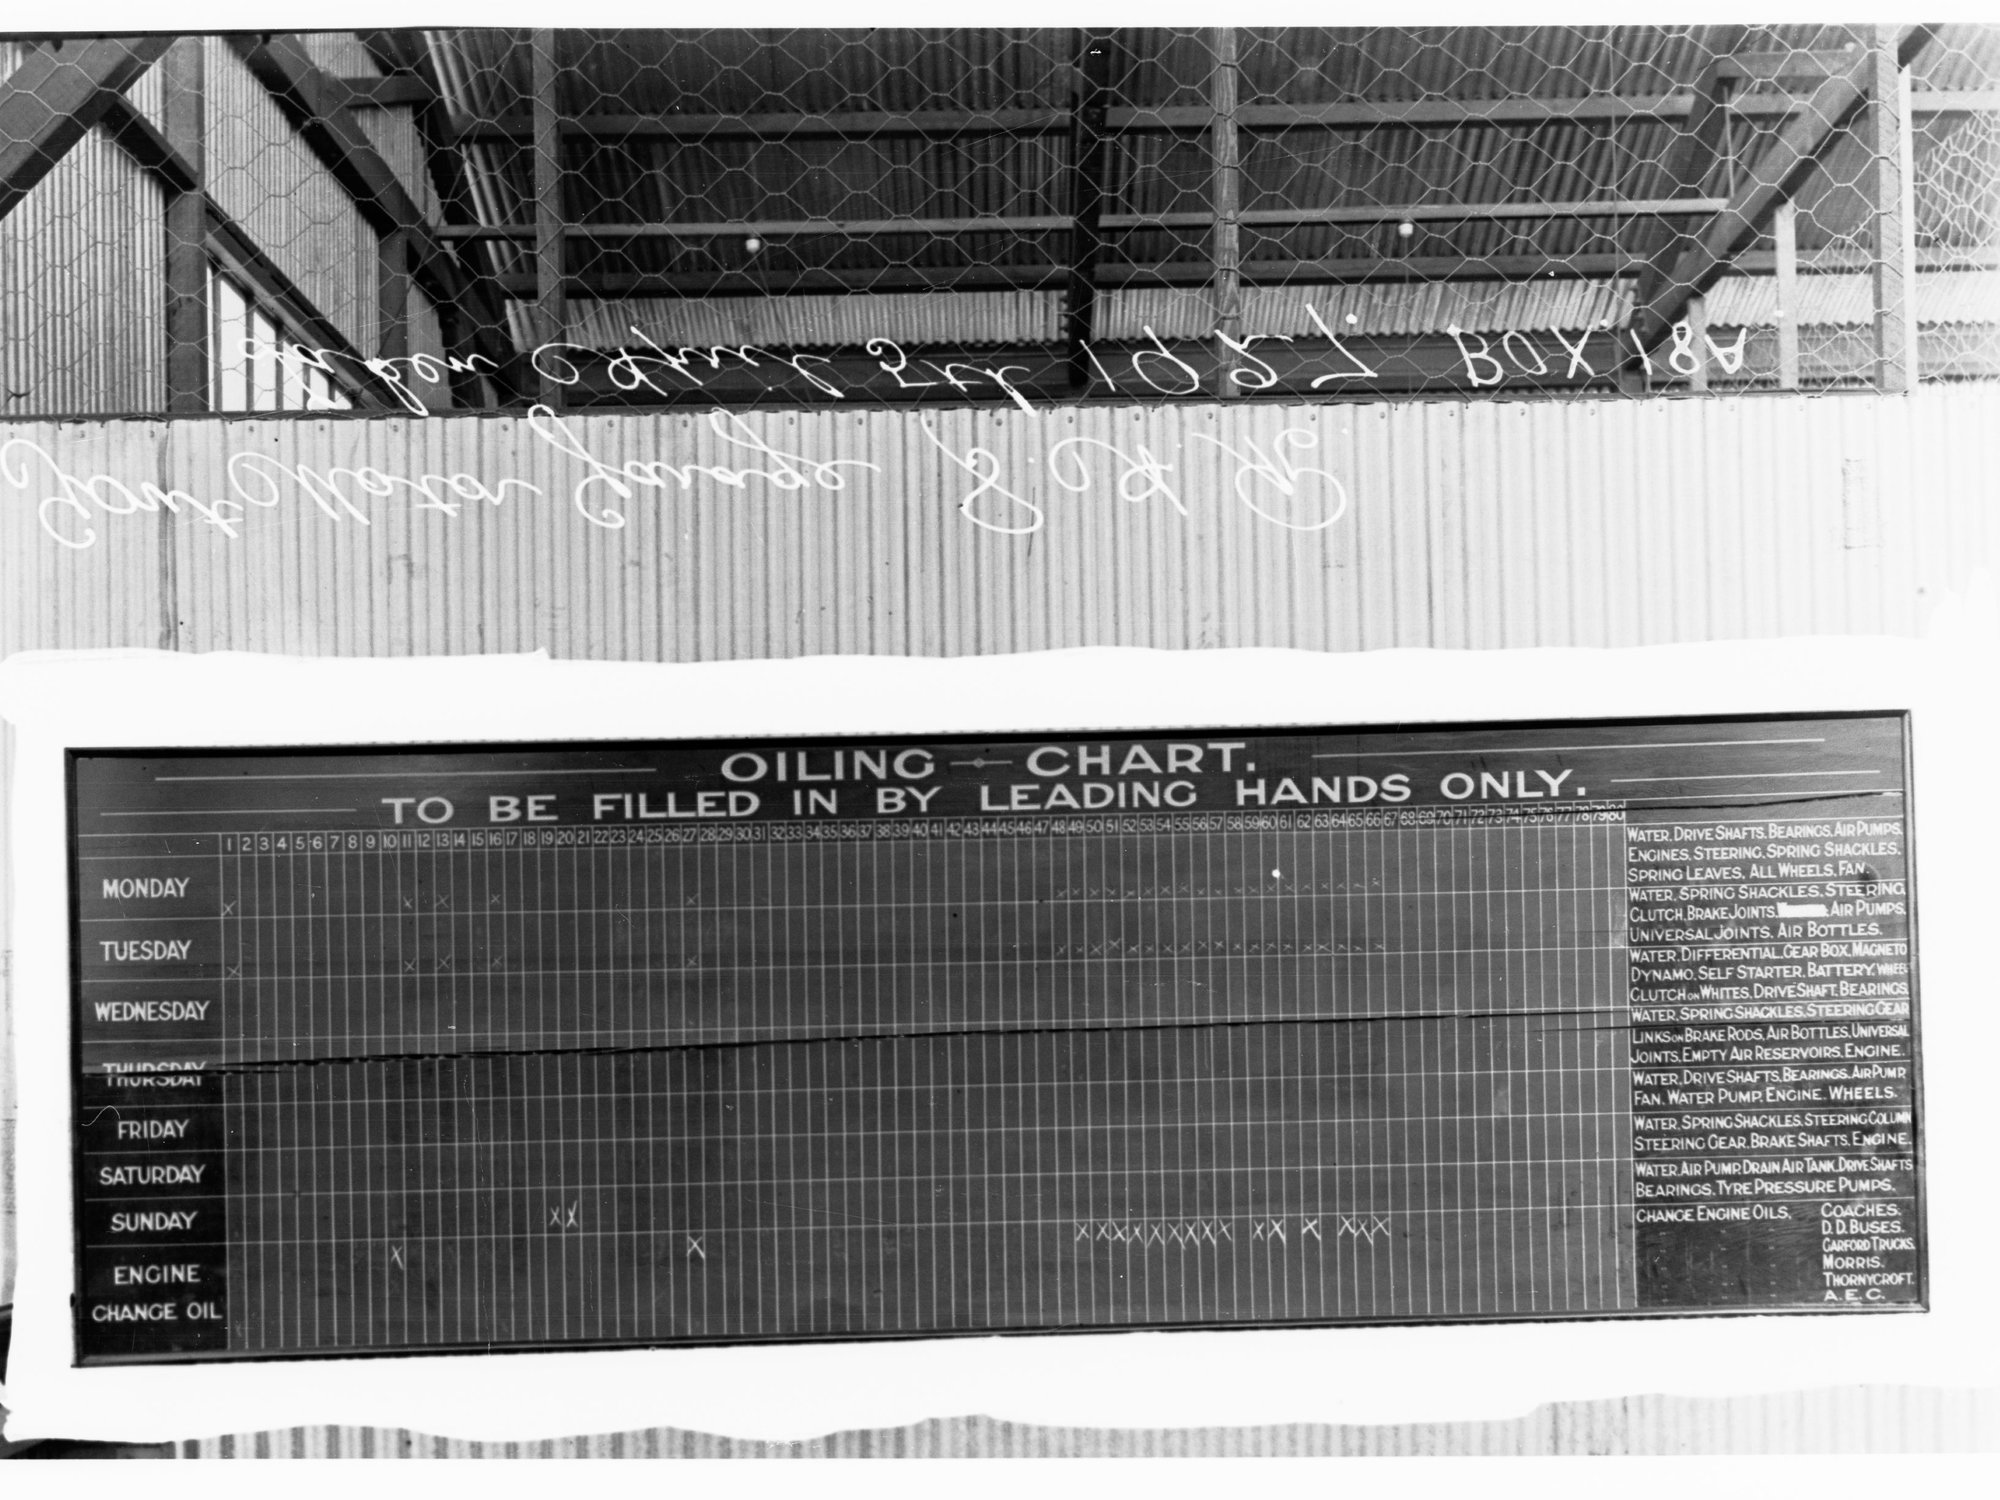 Taken April 5th 1927. BOX 18A
Govt Motor Garage S.A.R.
OILING CHART.
TO BE FILLED IN BY LEADING HANDS ONLY.
1 2 3 4 5 6 7 8 9 10 11 12 13 14 15 16 17 18 19 20 21 22 23 24 25 26 27 28 29 30 31 32 33 34 35 36 37 38 39 40 41 42 43 44 45 46 47 48 49 50 51 52 53 54 55 56 57 58 59 60 61 62 63 64 65 66 67 68 69 70 71 72 73 74 75 76 77 78 79 80
MONDAY
WATER, DRIVE SHAFTS, BEARINGS, AIR PUMPS.
ENGINES, STEERING, SPRING SHACKLES.
SPRING LEAVES, ALL WHEELS, FAN.
TUESDAY
WATER, SPRING SHACKLES, STEERING
CLUTCH, BRAKE JOINTS, AIR PUMPS,
UNIVERSAL JOINTS, AIR BOTTLES.
WEDNESDAY
WATER, DIFFERENTIAL, GEAR BOX, MAGNETO
DYNAMO, SELF STARTER, BATTERY,
CLUTCH ON WHITES, DRIVE SHAFT, BEARINGS,
THURSDAY
WATER, SPRING SHACKLES, STEERING GEAR
LINKS ON BRAKE RODS, AIR BOTTLES, UNIVERSAL
JOINTS, EMPTY AIR RESERVOIRS, ENGINE.
FRIDAY
WATER, DRIVE SHAFTS, BEARINGS, AIR PUMP
FAN, WATER PUMP, ENGINE, WHEELS.
SATURDAY
WATER, SPRING SHACKLES, STEERING COLUMN
STEERING GEAR, BRAKE SHAFTS, ENGINE.
SUNDAY
WATER, AIR PUMP, DRAIN AIR TANK, DRIVE SHAFTS
BEARINGS, TYRE PRESSURE PUMPS.
ENGINE
CHANGE OIL
CHANGE ENGINE OILS, COACHES.
D.D. BUSES.
GARFORD TRUCKS.
MORRIS.
THORNYCROFT.
A.E.C.